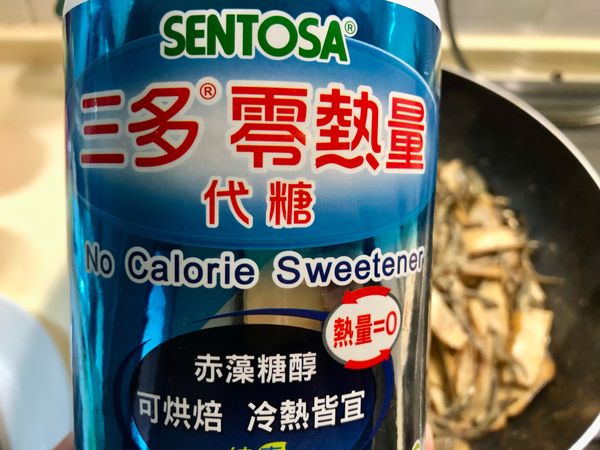 SENTOSA®
三多®零熱量
代糖
No Calorie Sweetener
熱量=0
赤藻糖醇
可烘焙 冷熱皆宜